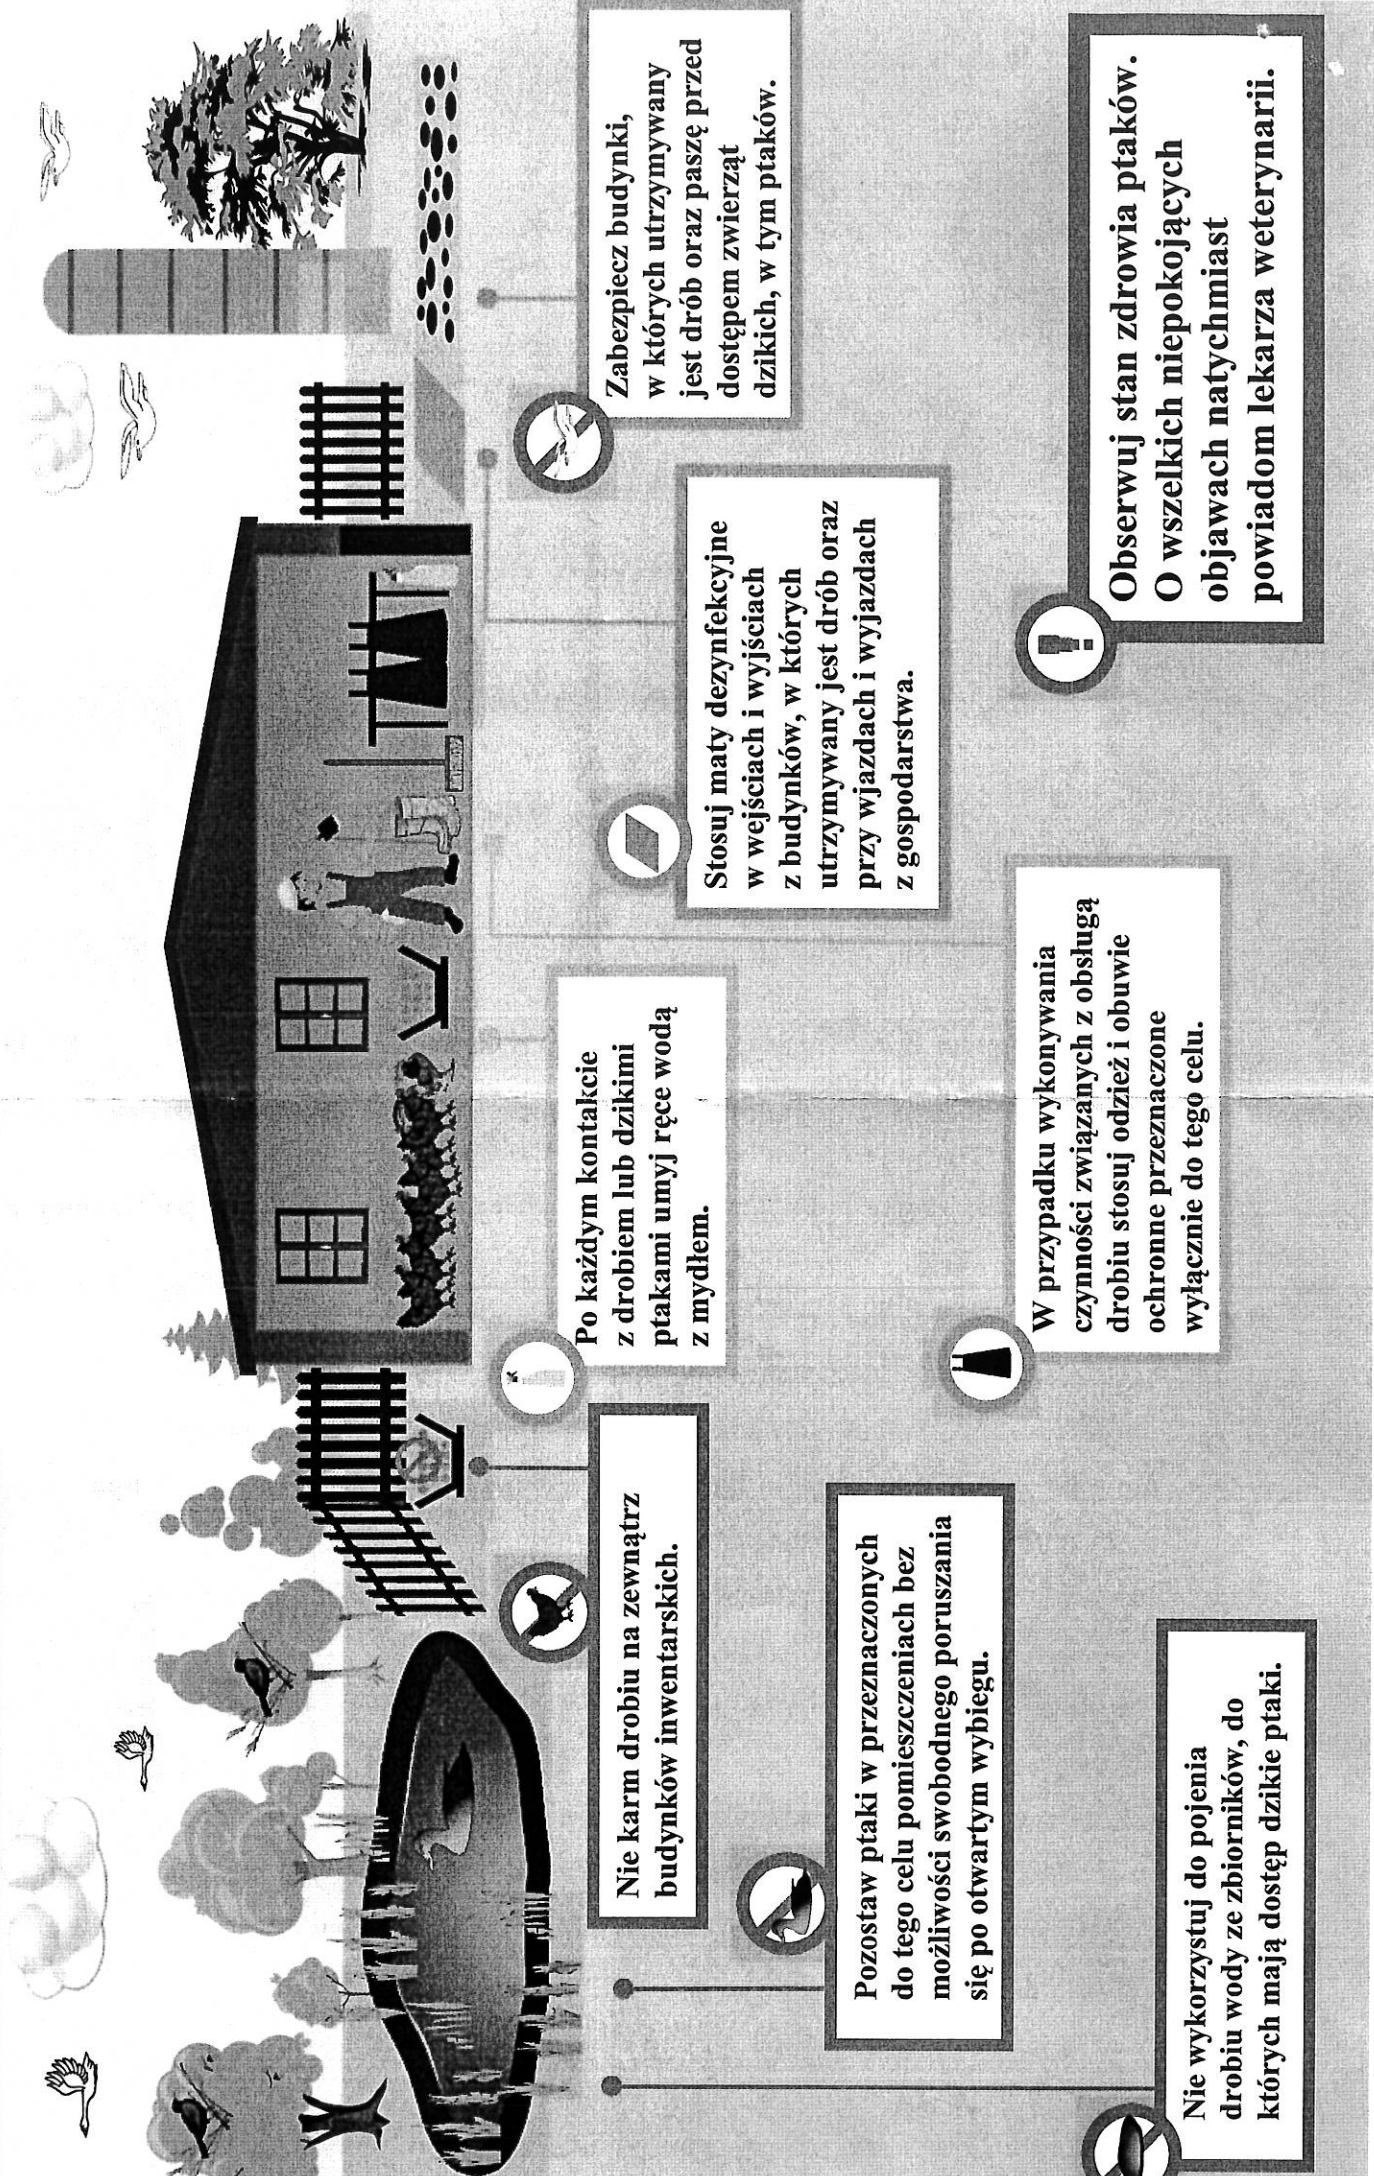 Nie karm drobiu na zewnątrz
budynków inwentarskich.
Po każdym kontakcie
z drobiem lub dzikimi
ptakami umyj ręce wodą
z mydłem.
Stosuj maty dezynfekcyjne
w wejściach i wyjściach
z budynków, w których
utrzymywany jest drób oraz
przy wjazdach i wyjazdach
z gospodarstwa.
Zabezpiecz budynki,
w których utrzymywany
jest drób oraz paszę przed
dostępem zwierząt
dzikich, w tym ptaków.
Pozostaw ptaki w przeznaczonych
do tego celu pomieszczeniach bez
możliwości swobodnego poruszania
się po otwartym wybiegu.
W przypadku wykonywania
czynności związanych z obsługą
drobiu stosuj odzież i obuwie
ochronne przeznaczone
wyłącznie do tego celu.
Nie wykorzystuj do pojenia
drobiu wody ze zbiorników, do
których mają dostęp dzikie ptaki.
Obserwuj stan zdrowia ptaków.
O wszelkich niepokojących
objawach natychmiast
powiadom lekarza weterynarii.